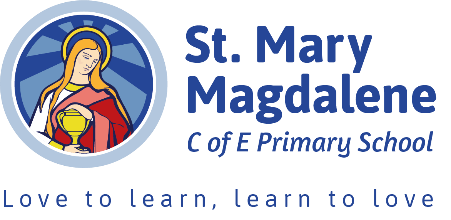 St. Mary
Magdalene
C of E Primary School
Love to learn, learn to love